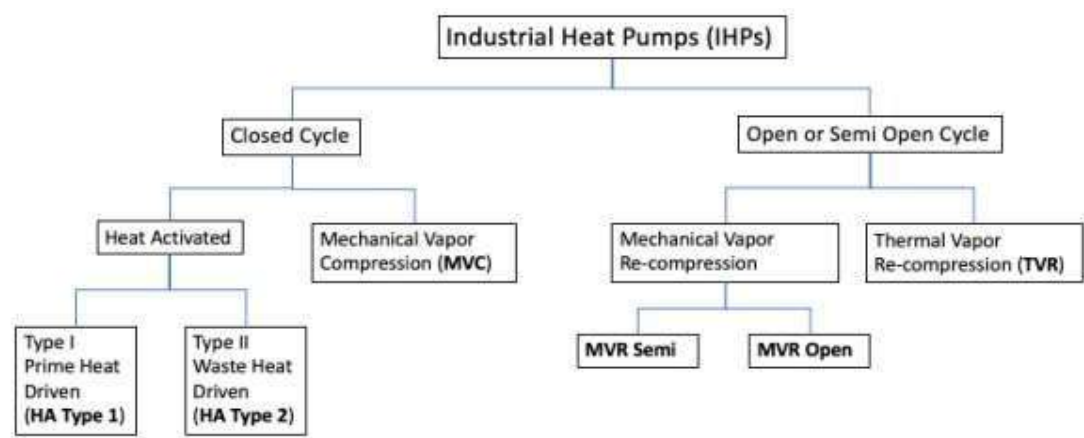 Industrial Heat Pumps (IHPs)
Closed Cycle
Open or Semi Open Cycle
Heat Activated
Mechanical Vapor
Compression (MVC)
Mechanical Vapor
Re-compression
Thermal Vapor
Re-compression (TVR)
Type I
Prime Heat
Driven
(HA Type 1)
Type II
Waste Heat
Driven
(HA Type 2)
MVR Semi
MVR Open